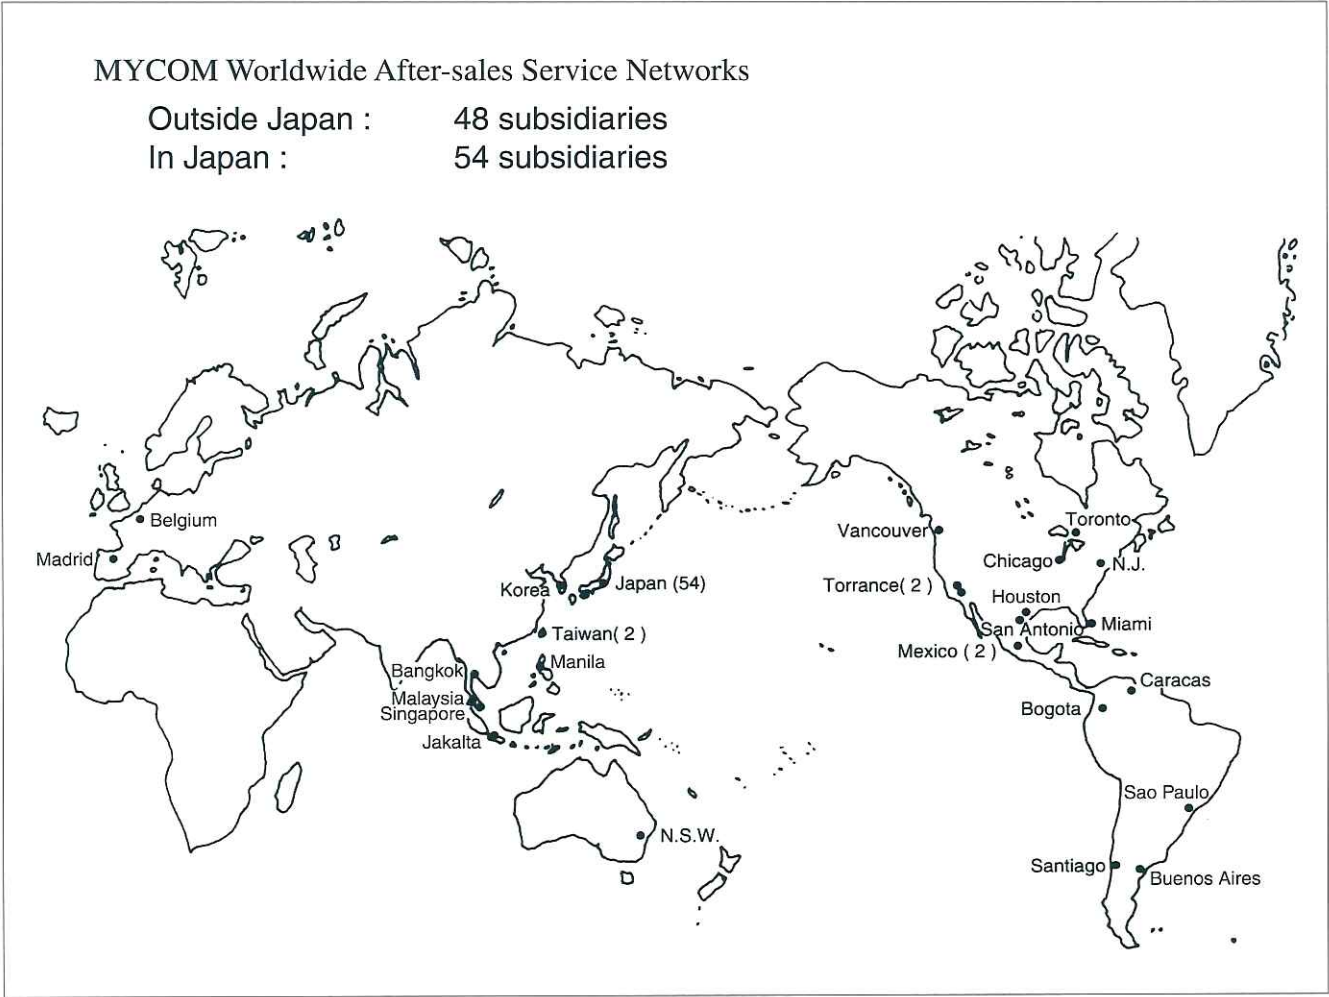 MYCOM Worldwide After-sales Service Networks
Outside Japan : 48 subsidiaries
In Japan : 54 subsidiaries
Belgium
Madrid
Korea
Japan (54)
Taiwan( 2 )
Manila
Bangkok
Malaysia
Singapore
Jakalta
N.S.W.
Vancouver
Toronto
Chicago
N.J.
Torrance( 2 )
Houston
San Antonio
Miami
Mexico ( 2 )
Caracas
Bogota
Sao Paulo
Santiago
Buenos Aires